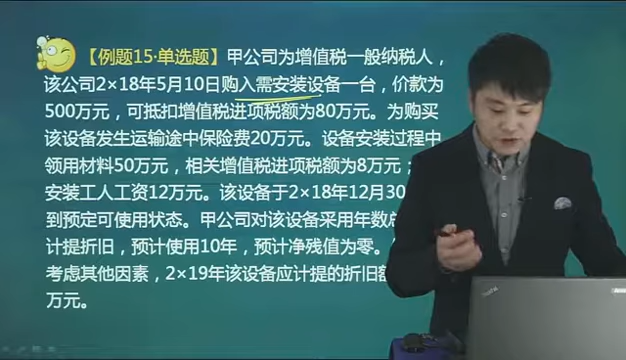 【例题15·单选题】甲公司为增值税一般纳税人，
该公司2×18年5月10日购入需安装设备一台，价款为
500万元，可抵扣增值税进项税额为80万元。为购买
该设备发生运输途中保险费20万元。设备安装过程中
领用材料50万元，相关增值税进项税额为8万元；
安装工人工资12万元。该设备于2×18年12月30
到预定可使用状态。甲公司对该设备采用年数总
计提折旧，预计使用10年，预计净残值为零。
考虑其他因素，2×19年该设备应计提的折旧额
万元。
ThinkPad